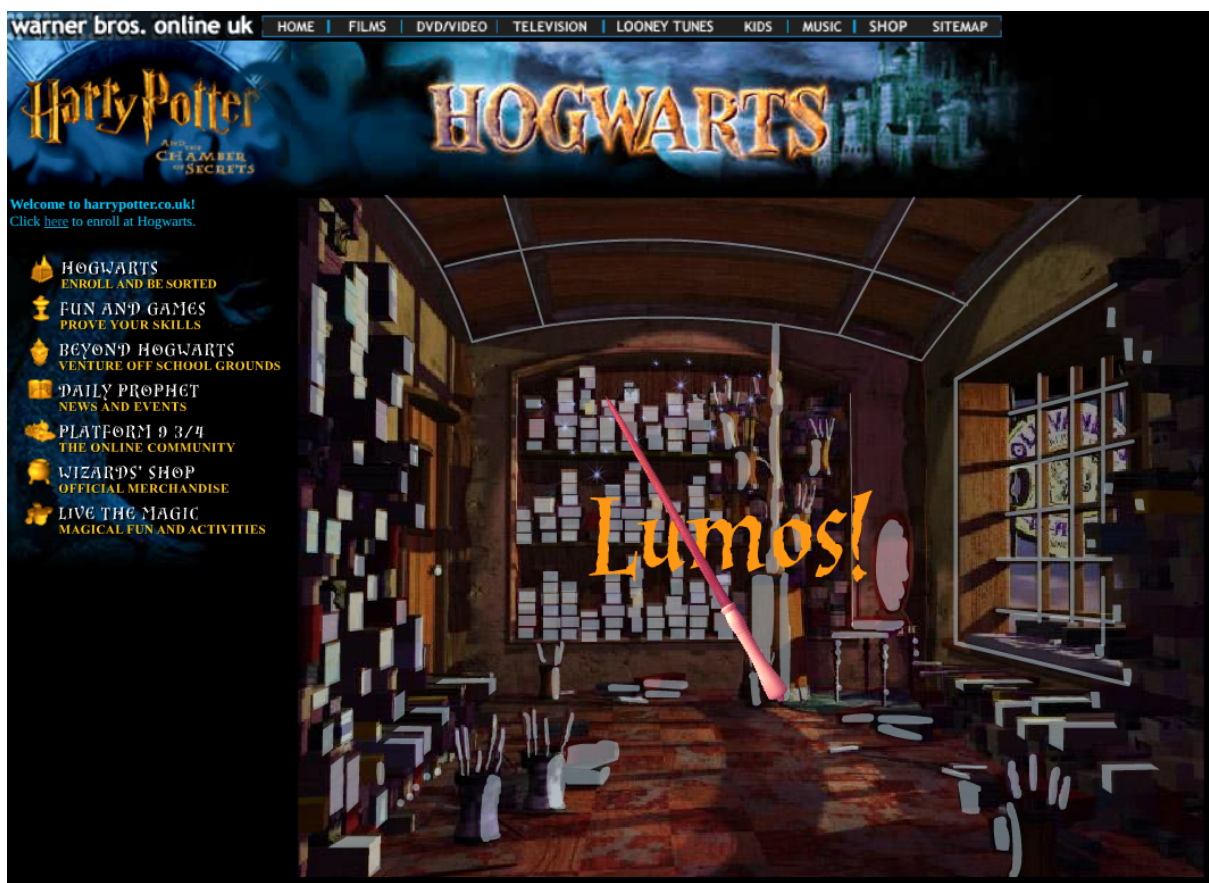 warner bros. online uk
HOME | FILMS | DVD/VIDEO | TELEVISION | LOONEY TUNES KIDS | MUSIC | SHOP SITEMAP
Harry Potter
AND THE
CHAMBER
OF SECRETS
HOGWARTS
Welcome to harrypotter.co.uk!
Click here to enroll at Hogwarts.
HOGWARTS
ENROLL AND BE SORTED
FUN AND GAMES
PROVE YOUR SKILLS
BEYOND HOGWARTS
VENTURE OFF SCHOOL GROUNDS
DAILY PROPHET
NEWS AND EVENTS
PLATFORM 9 3/4
THE ONLINE COMMUNITY
WIZARDS' SHOP
OFFICIAL MERCHANDISE
LIVE THE MAGIC
MAGICAL FUN AND ACTIVITIES
Lumos!